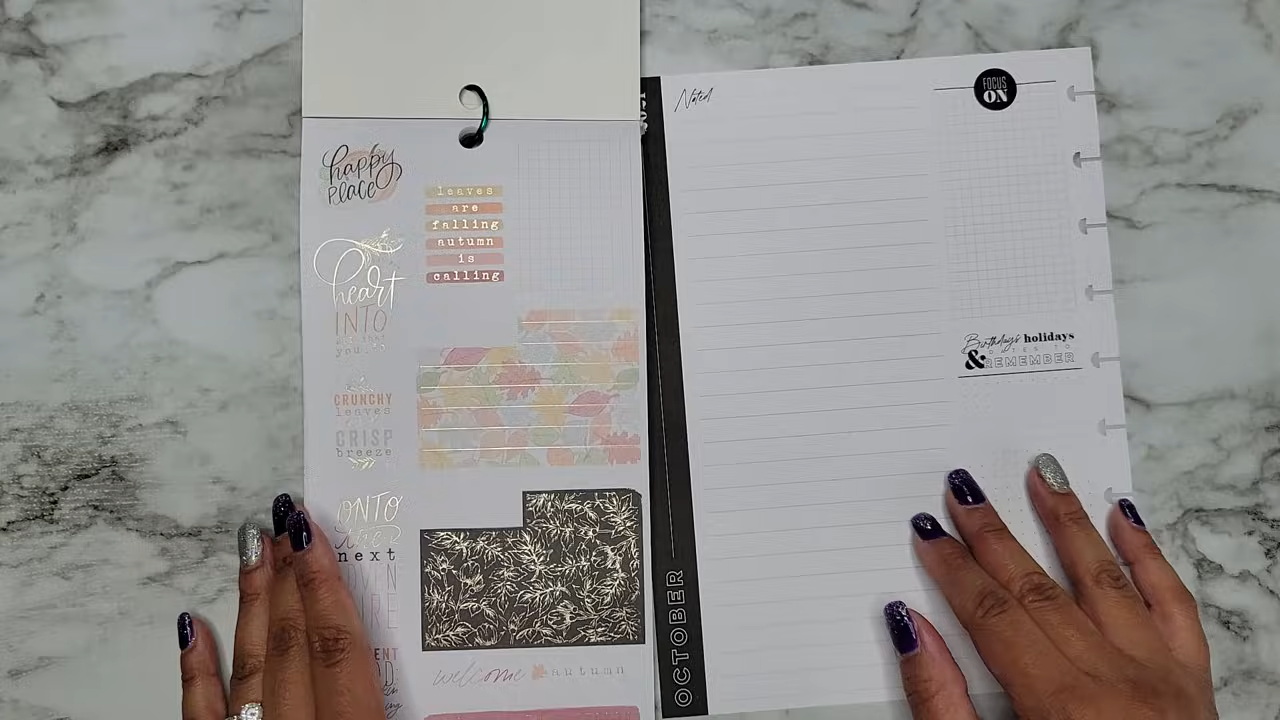 happy
PLACE
heart
INTO
CRUNCHY
leaves
CRISP
breeze
ONTO
next
leaves
are
falling
autumn
is
calling
welcome autumn
Noted
OCTOBER
FOCUS
ON
Birthdays holidays
&
REMEMBER